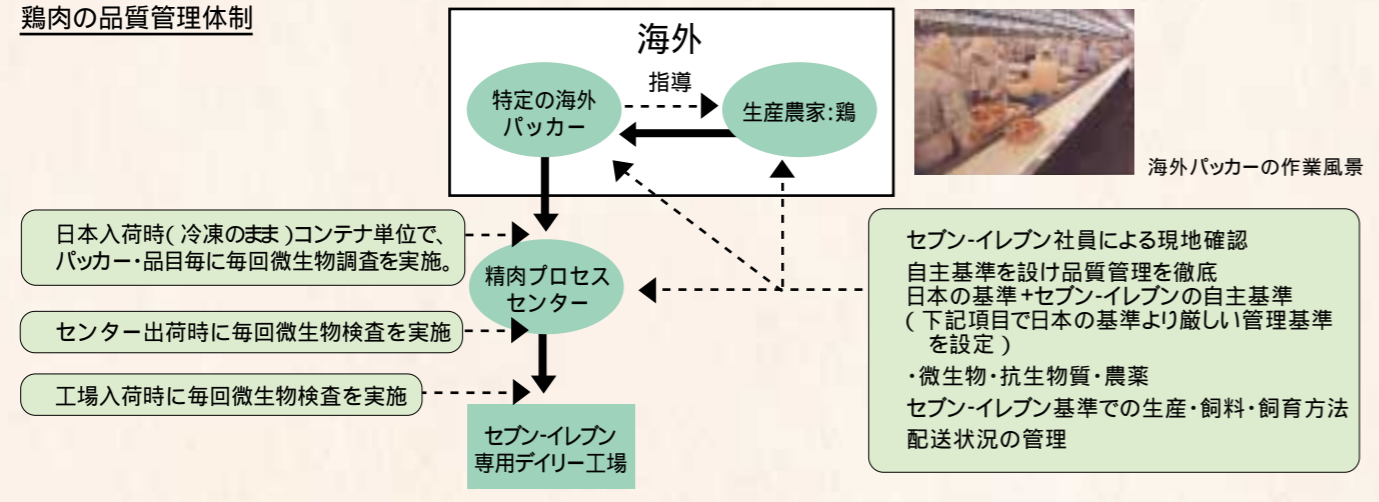 鶏肉の品質管理体制
海外
特定の海外
パッカー
指導
生産農家:鶏
海外パッカーの作業風景
日本入荷時(冷凍のまま)コンテナ単位で、
パッカー・品目毎に毎回微生物調査を実施。
精肉プロセス
センター
センター出荷時に毎回微生物検査を実施
工場入荷時に毎回微生物検査を実施
セブン-イレブン
専用デイリー工場
セブン-イレブン社員による現地確認
自主基準を設け品質管理を徹底
日本の基準+セブン-イレブンの自主基準
(下記項目で日本の基準より厳しい管理基準
を設定)
・微生物・抗生物質・農薬
セブン-イレブン基準での生産・飼料・飼育方法
配送状況の管理